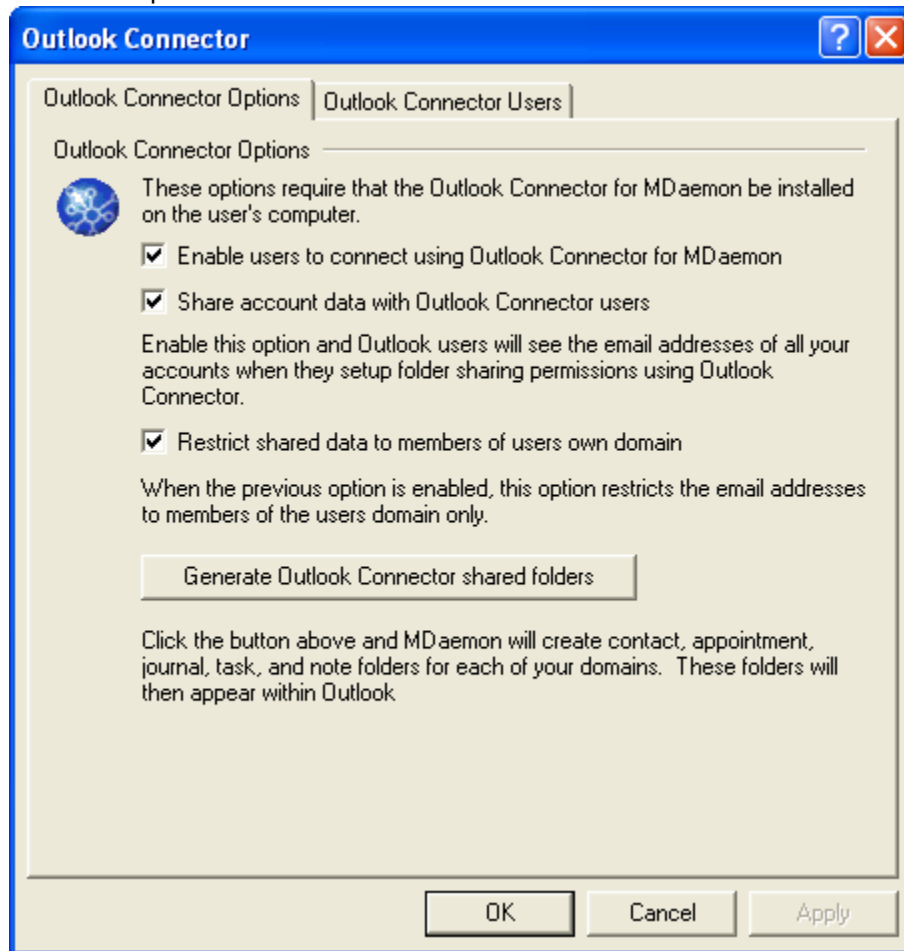 Outlook Connector
Outlook Connector Options
Outlook Connector Users
Outlook Connector Options
These options require that the Outlook Connector for MDaemon be installed
on the user's computer.
Enable users to connect using Outlook Connector for MDaemon
Share account data with Outlook Connector users
Enable this option and Outlook users will see the email addresses of all your
accounts when they setup folder sharing permissions using Outlook
Connector.
Restrict shared data to members of users own domain
When the previous option is enabled, this option restricts the email addresses
to members of the users domain only.
Generate Outlook Connector shared folders
Click the button above and MDaemon will create contact, appointment,
journal, task, and note folders for each of your domains.  These folders will
then appear within Outlook
OK
Cancel
Apply